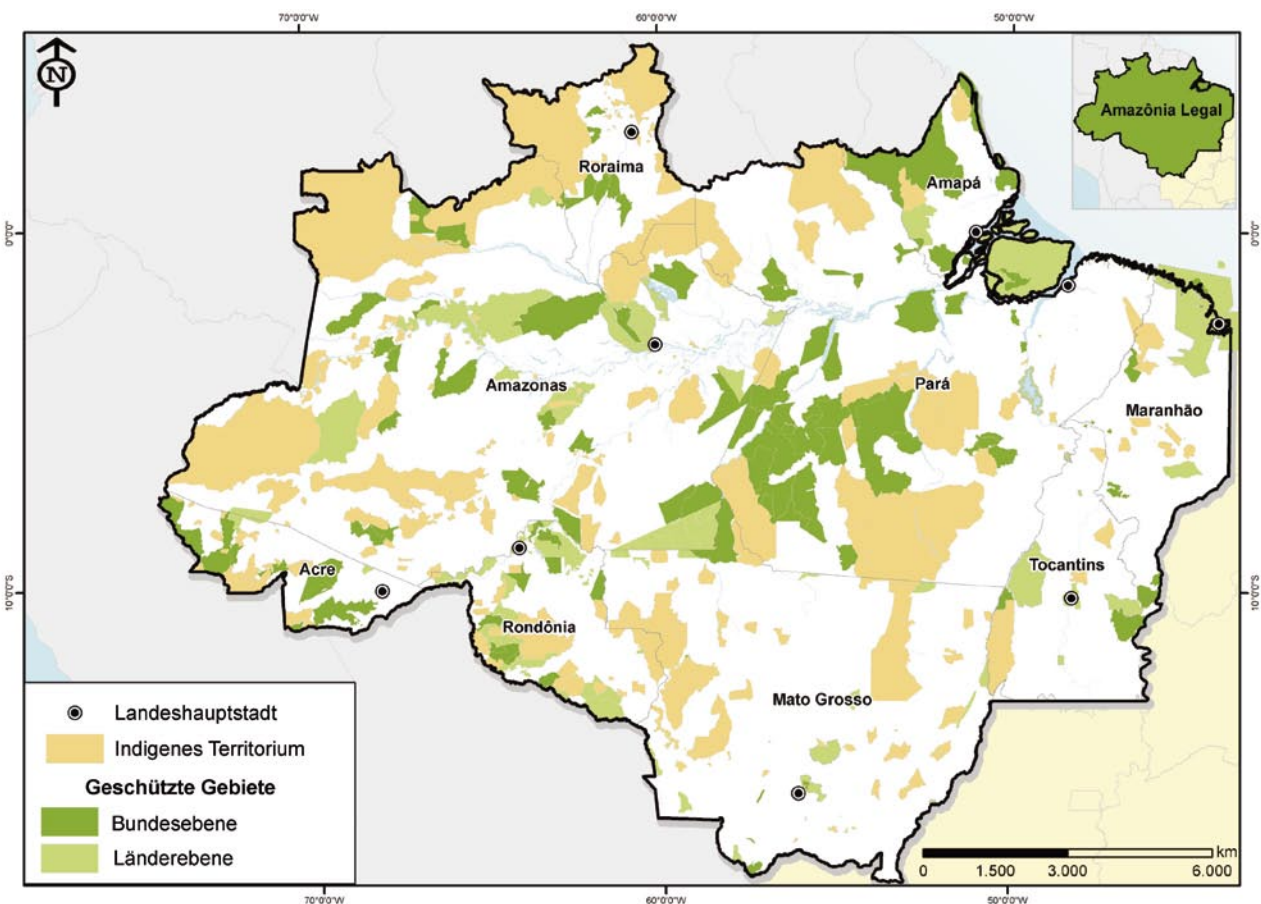 70°0'0"W
60°0'0"W
50°0'0"W
N
Amazônia Legal
Roraima
Amapá
0°0'0"
0°0'0"
Amazonas
Pará
Maranhão
Acre
Tocantins
10°0'0"S
10°0'0"S
Rondônia
Mato Grosso
Landeshauptstadt
Indigenes Territorium
Geschützte Gebiete
Bundesebene
Länderebene
km
0 1.500 3.000 6.000
70°0'0"W
60°0'0"W
50°0'0"W